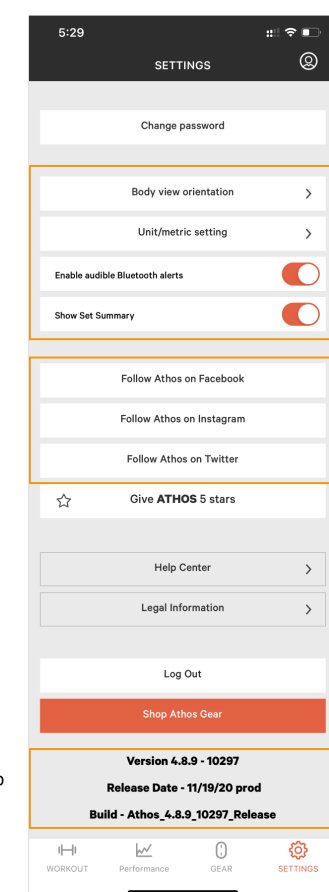 5:29
SETTINGS
Change password
Body view orientation
Unit/metric setting
Enable audible Bluetooth alerts
Show Set Summary
Follow Athos on Facebook
Follow Athos on Instagram
Follow Athos on Twitter
Give ATHOS 5 stars
Help Center
Legal Information
Log Out
Shop Athos Gear
Version 4.8.9 - 10297
Release Date - 11/19/20 prod
Build - Athos_4.8.9_10297_Release
WORKOUT Performance GEAR SETTINGS